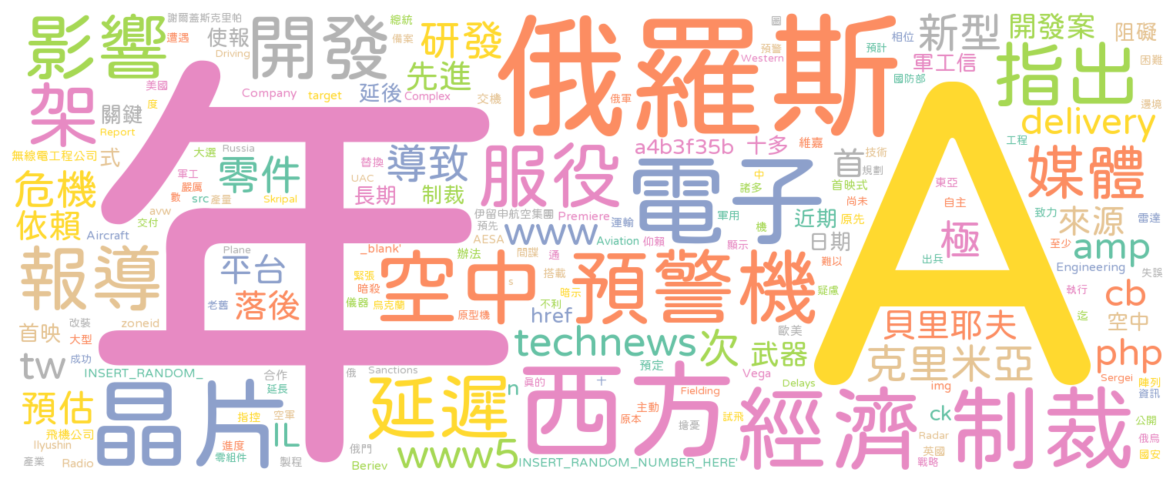 謝爾蓋斯克里帕 總統 圖 相位
影響 遭遇 使報 開發 研發 俄羅斯 預警 預計 新型 開發案 阻礙
Driving 備案 Western 國防部 軍工信 指出 困難
架 美國 先進 邊境
關鍵 度 Company target 延後 Complex 交機 俄軍 delivery
Report 年 a4b3f35b 十多 維嘉 A 工程
無線電工程公司 式 大選 Russia 導致 替換 服役 電子 首 技術 規劃 媒體
危機 軍工 嚴厲 零件 UAC 中 東亞
依賴 數 src 產量 Skripal 長期 制裁 諸多 首映式 尚未 自主
avw 交付 預先 伊留申航空集團 Premiere 運輸 軍用 近期 原先 極 致力 來源 雷達
Aircraft _blank' AESA www Aviation 仰賴 機 顯示 日期 至少 amp
報導 Plane 平台 緊張 空中 辦法 間諜 通 預警機 難以 出兵 Engineering 失誤
老舊 落後 暗殺 烏克蘭 s 搭載 疑慮 執行 cb
首映 改裝 zoneid 儀器 原型機 href 不利 暗示 貝里耶夫 迄 空中
tw 大型 成功 technews 次 歐美 武器 克里米亞 php
INSERT_RANDOM_ 合作 俄 Sanctions 預定 Vega Sergei
預估 晶片 延長 延遲 n 真的 十 西方 Fielding Delays 經濟制裁 img 陣列
指控 空軍 IL 原本 主動 試飛 ck 資訊
Ilyushin 飛機公司 進度 俄門 www5 擔憂 Radar 英國 公開 俄烏
產業 Radio 零組件 製程 Beriev INSERT_RANDOM_NUMBER_HERE' 戰略 國安